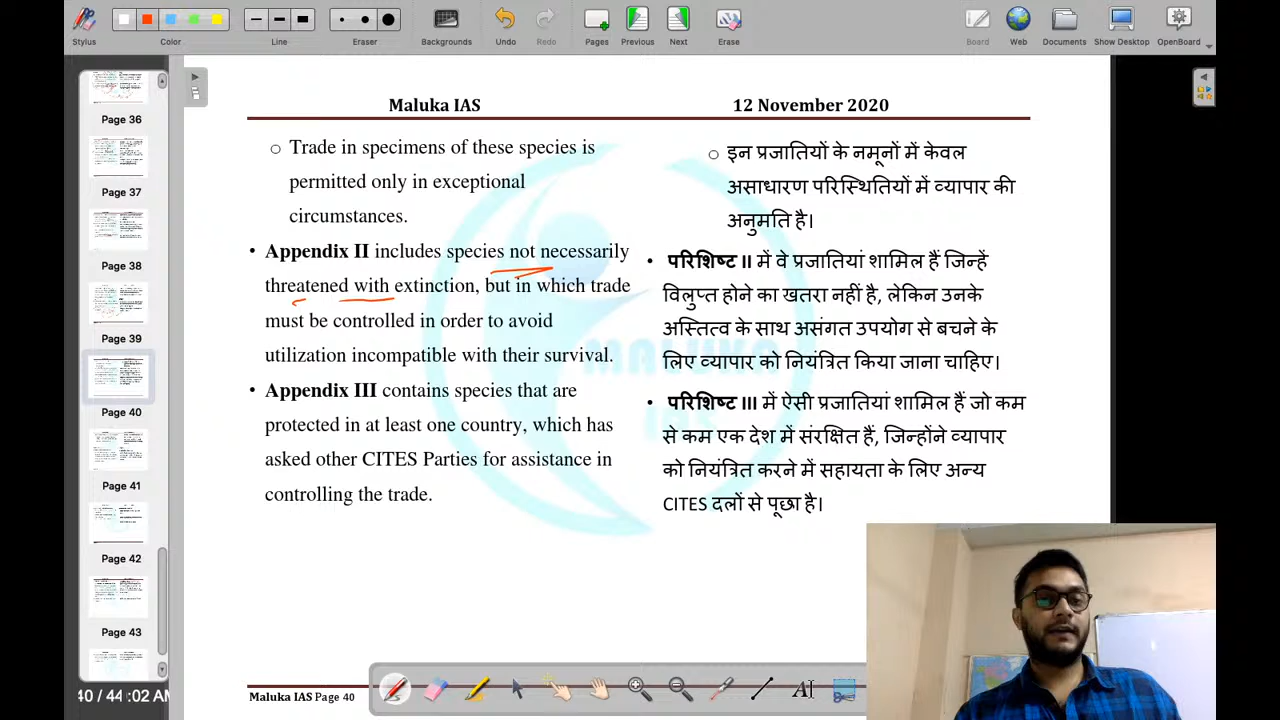 Stylus
Color
Line
Eraser
Backgrounds
Undo
Redo
Pages
Previous
Next
Erase
Board
Web
Documents
Show Desktop
OpenBoard
Page 36
Page 37
Page 38
Page 39
Page 40
Page 41
Page 42
Page 43
40 / 44
:02 AM
Maluka IAS
12 November 2020
Trade in specimens of these species is
permitted only in exceptional
circumstances.
• Appendix II includes species not necessarily
threatened with extinction, but in which trade
must be controlled in order to avoid
utilization incompatible with their survival.
• Appendix III contains species that are
protected in at least one country, which has
asked other CITES Parties for assistance in
controlling the trade.
इन प्रजातियों के नमूनों में केवल
असाधारण परिस्थितियों में व्यापार की
अनुमति है।
• परिशिष्ट II में वे प्रजातियां शामिल हैं जिन्हें
विलुप्त होने का खतरा नहीं है, लेकिन उनके
अस्तित्व के साथ असंगत उपयोग से बचने के
लिए व्यापार को नियंत्रित किया जाना चाहिए।
• परिशिष्ट III में ऐसी प्रजातियां शामिल हैं जो कम
से कम एक देश में संरक्षित हैं, जिन्होंने व्यापार
को नियंत्रित करने में सहायता के लिए अन्य
CITES दलों से पूछा है।
MALUKA
IAS
Maluka IAS Page 40